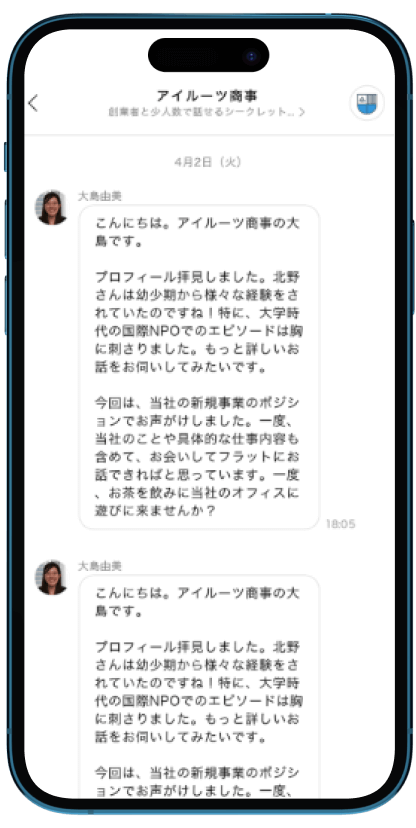 アイルーツ商事
創業者と少人数で話せるシークレット..
4月2日（火）
大島由美
こんにちは。アイルーツ商事の大
島です。
プロフィール拝見しました。北野
さんは幼少期から様々な経験をさ
れていたのですね！特に、大学時
代の国際NPOでのエピソードは胸
に刺さりました。もっと詳しいお
話をお伺いしてみたいです。
今回は、当社の新規事業のポジシ
ョンでお声がけしました。一度、
当社のことや具体的な仕事内容も
含めて、お会いしてフラットにお
話できればと思っています。一度
、お茶を飲みに当社のオフィスに
遊びに来ませんか？
18:05
大島由美
こんにちは。アイルーツ商事の大
島です。
プロフィール拝見しました。北野
さんは幼少期から様々な経験をさ
れていたのですね！特に、大学時
代の国際NPOでのエピソードは胸
に刺さりました。もっと詳しいお
話をお伺いしてみたいです。
今回は、当社の新規事業のポジシ
ョンでお声がけしました。一度、